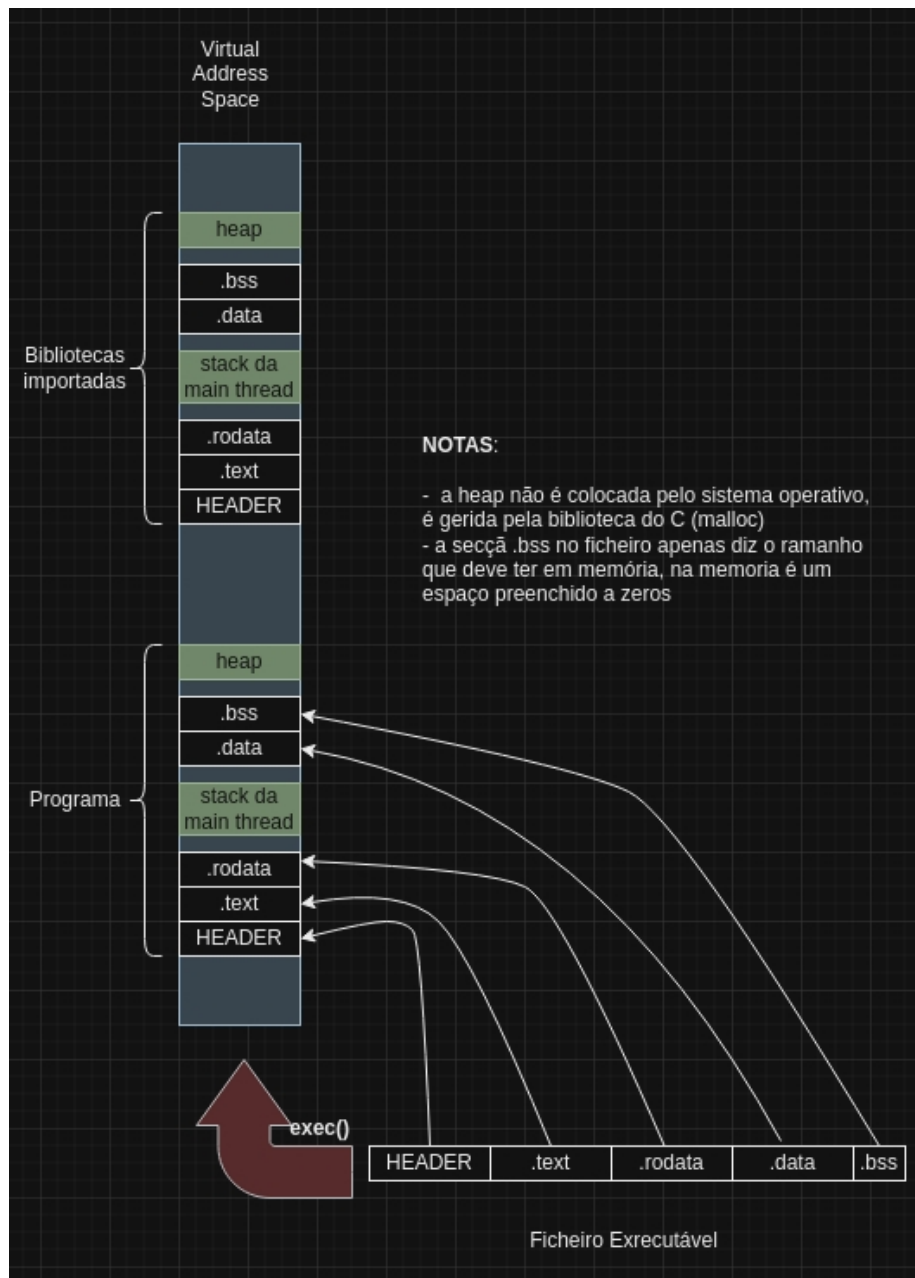 Virtual
Address
Space
heap
.bss
.data
Bibliotecas
importadas
stack da
main thread
.rodata
.text
HEADER
NOTAS:
- a heap não é colocada pelo sistema operativo,
é gerida pela biblioteca do C (malloc)
- a secçã .bss no ficheiro apenas diz o ramanho
que deve ter em memória, na memoria é um
espaço preenchido a zeros
heap
.bss
.data
Programa
stack da
main thread
.rodata
.text
HEADER
exec()
HEADER .text .rodata .data .bss
Ficheiro Exrecutável